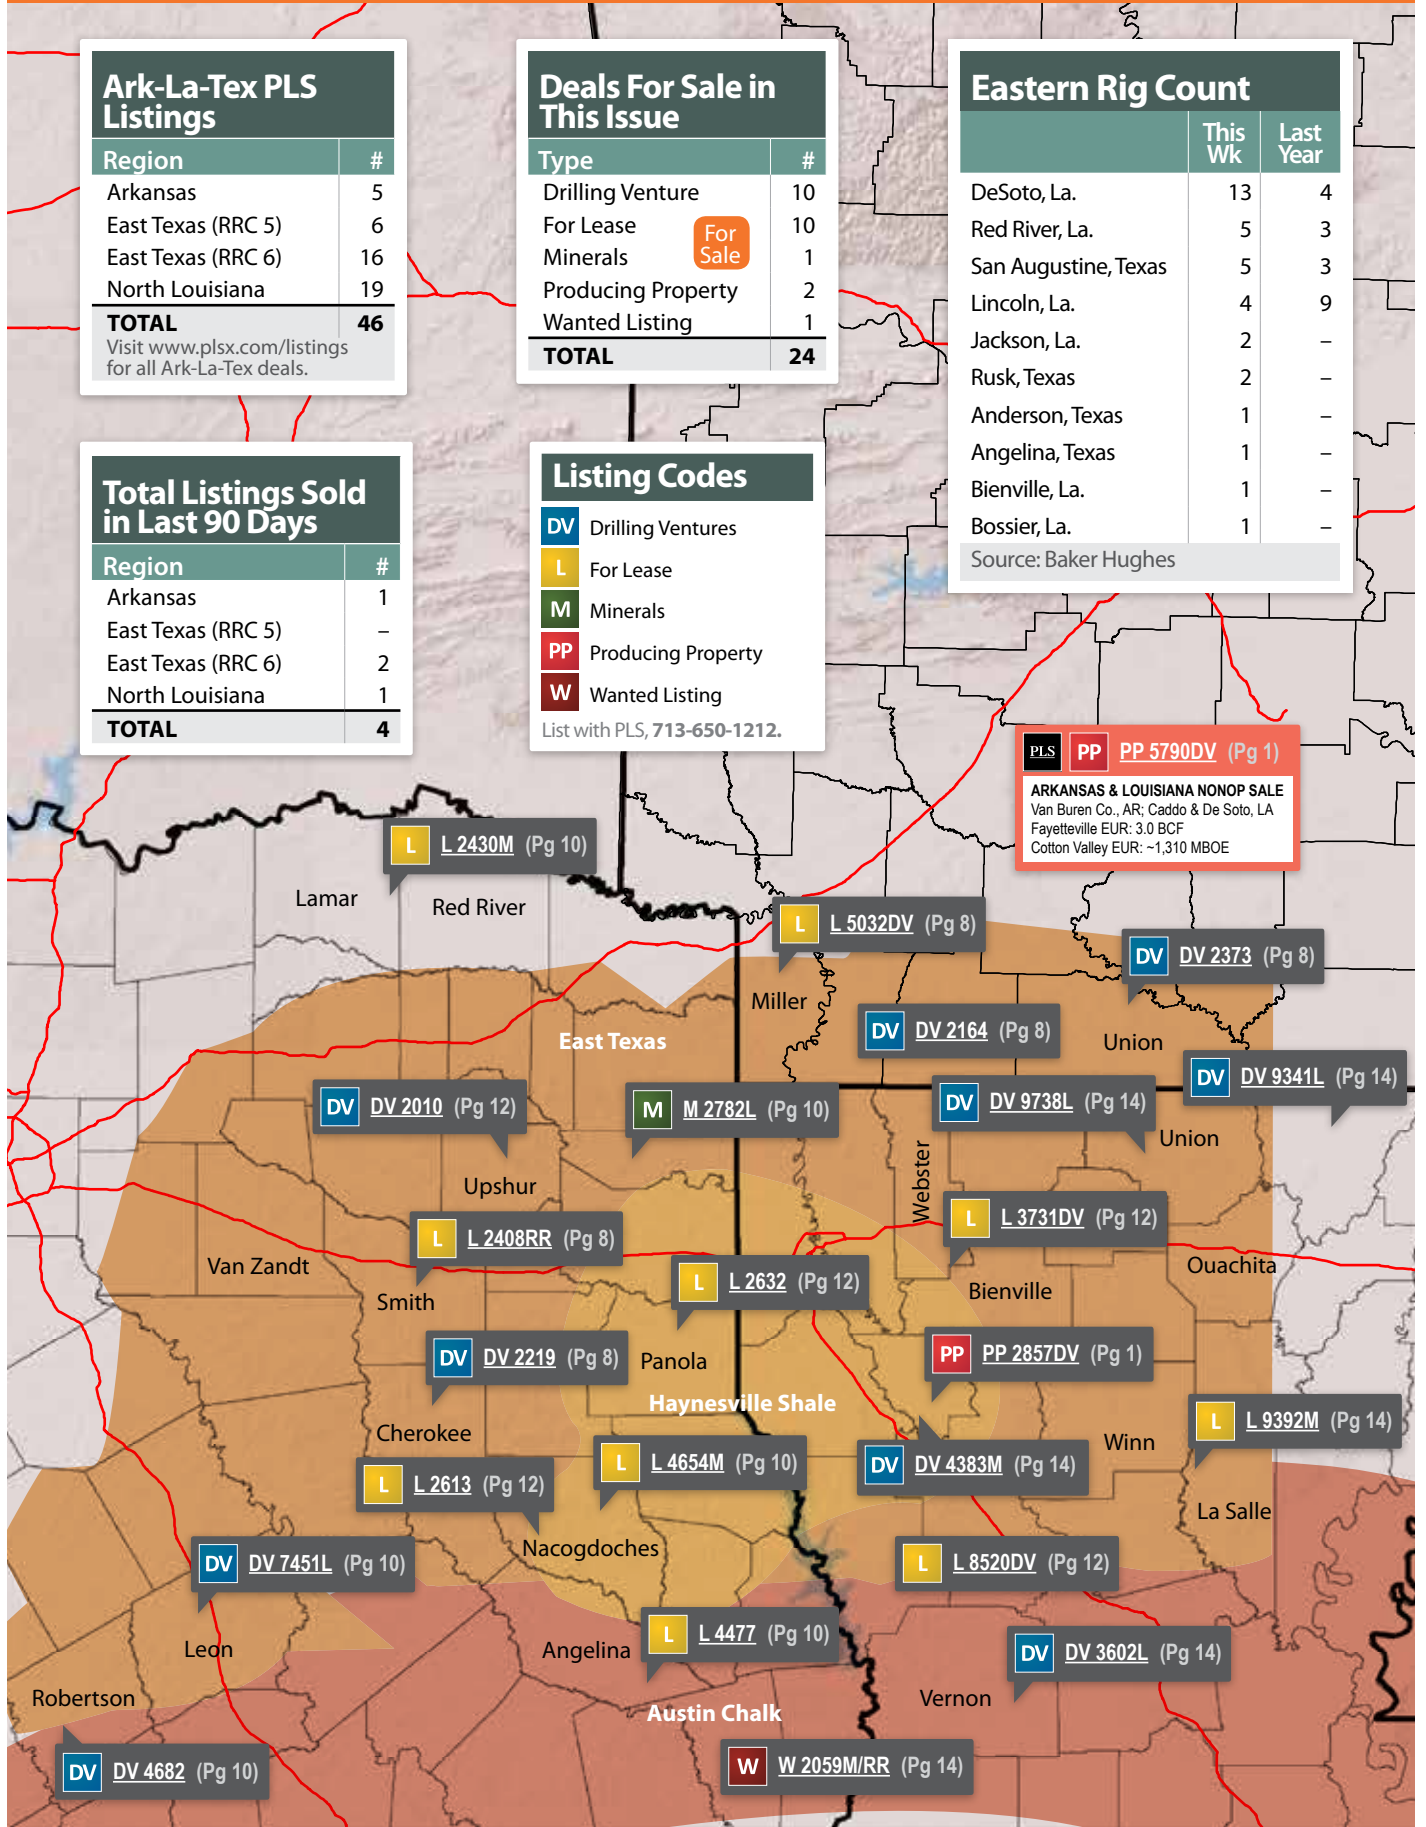 Ark-La-Tex PLS
Listings
Region #
Arkansas 5
East Texas (RRC 5) 6
East Texas (RRC 6) 16
North Louisiana 19
TOTAL 46
Visit www.plsx.com/listings
for all Ark-La-Tex deals.
Deals For Sale in
This Issue
Type #
Drilling Venture 10
For Lease 10
Minerals 1
Producing Property 2
Wanted Listing 1
TOTAL 24
For
Sale
Eastern Rig Count
This Wk Last Year
DeSoto, La. 13 4
Red River, La. 5 3
San Augustine, Texas 5 3
Lincoln, La. 4 9
Jackson, La. 2 –
Rusk, Texas 2 –
Anderson, Texas 1 –
Angelina, Texas 1 –
Bienville, La. 1 –
Bossier, La. 1 –
Source: Baker Hughes
Total Listings Sold
in Last 90 Days
Region #
Arkansas 1
East Texas (RRC 5) –
East Texas (RRC 6) 2
North Louisiana 1
TOTAL 4
Listing Codes
DV Drilling Ventures
L For Lease
M Minerals
PP Producing Property
W Wanted Listing
List with PLS, 713-650-1212.
PLS PP PP 5790DV (Pg 1)
ARKANSAS & LOUISIANA NONOP SALE
Van Buren Co., AR; Caddo & De Soto, LA
Fayetteville EUR: 3.0 BCF
Cotton Valley EUR: ~1,310 MBOE
L L 2430M (Pg 10)
Lamar
Red River
L L 5032DV (Pg 8)
DV DV 2373 (Pg 8)
Miller
DV DV 2164 (Pg 8)
Union
East Texas
DV DV 9341L (Pg 14)
DV DV 2010 (Pg 12)
M M 2782L (Pg 10)
DV DV 9738L (Pg 14)
Union
Webster
Upshur
L L 3731DV (Pg 12)
L L 2408RR (Pg 8)
Van Zandt
Ouachita
L L 2632 (Pg 12)
Bienville
Smith
DV DV 2219 (Pg 8)
Panola
PP PP 2857DV (Pg 1)
Haynesville Shale
L L 9392M (Pg 14)
Cherokee
Winn
L L 4654M (Pg 10)
DV DV 4383M (Pg 14)
L L 2613 (Pg 12)
La Salle
Nacogdoches
DV DV 7451L (Pg 10)
L L 8520DV (Pg 12)
L L 4477 (Pg 10)
Leon
Angelina
DV DV 3602L (Pg 14)
Robertson
Vernon
Austin Chalk
DV DV 4682 (Pg 10)
W W 2059M/RR (Pg 14)